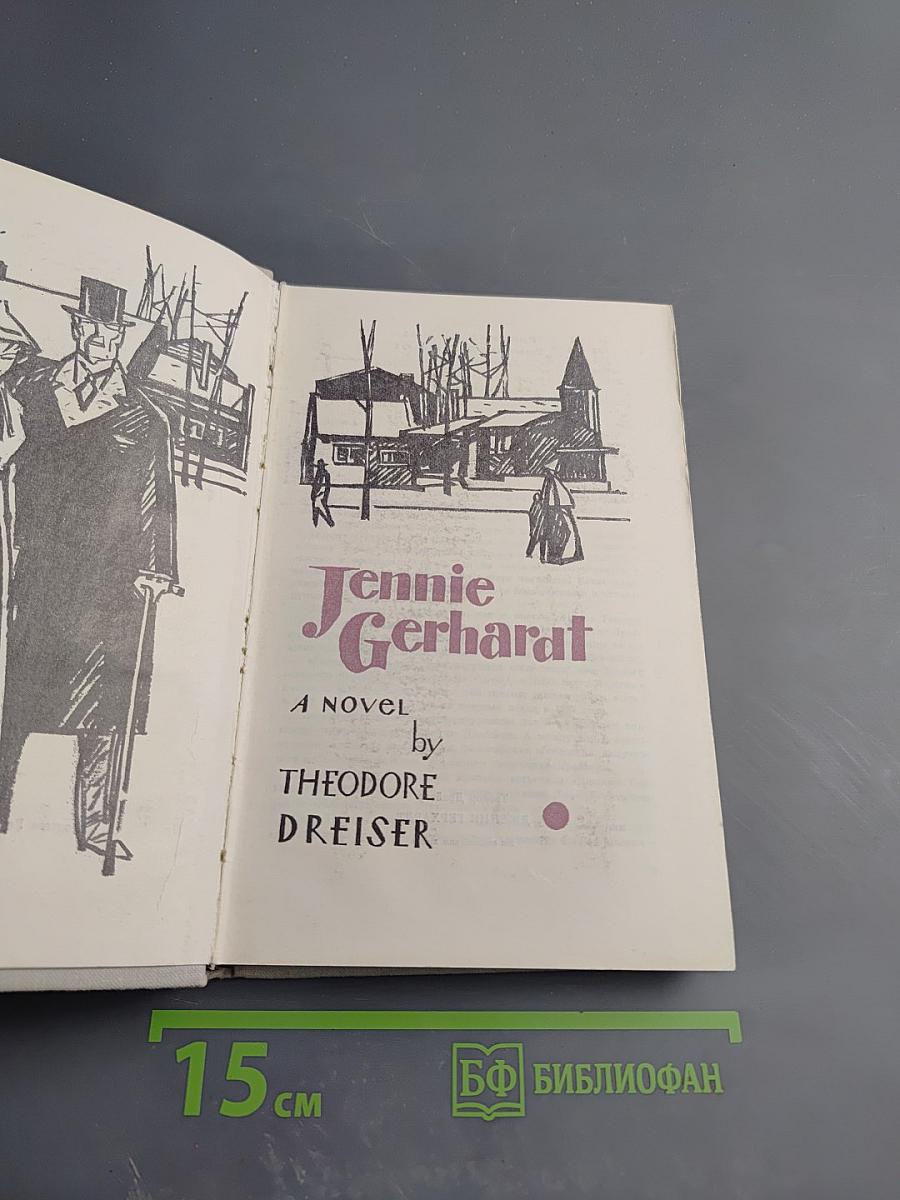 Jennie
Gerhardt
A NOVEL
by
THEODORE
DREISER
15 см
БФ БИБЛИОФАН